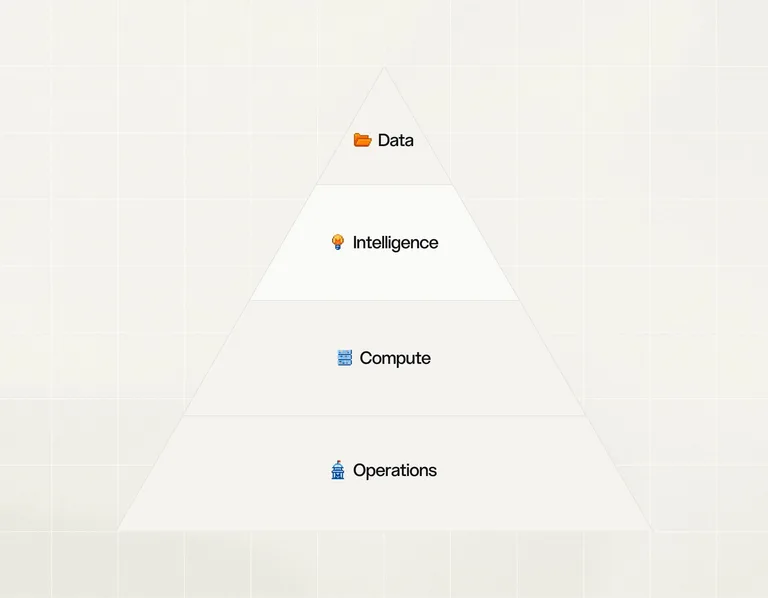 Data
Intelligence
Compute
Operations